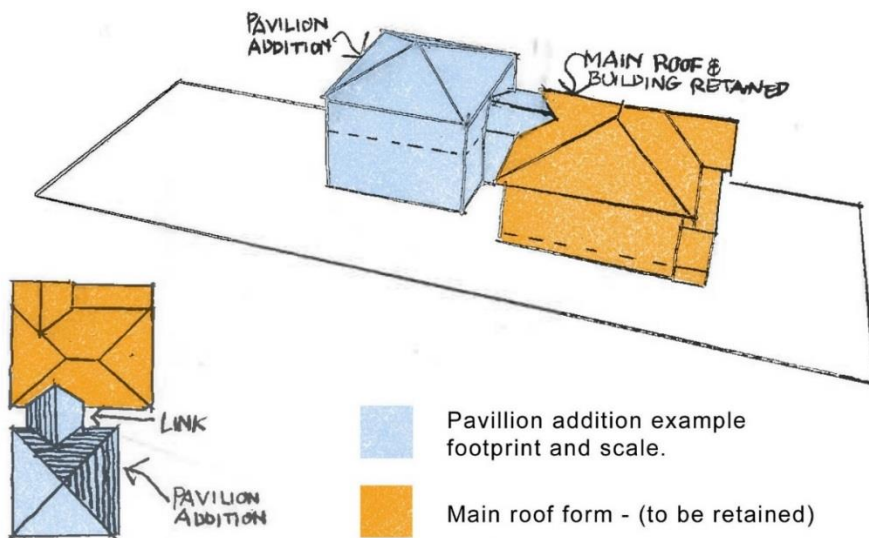 PAVILION
ADDITION
MAIN ROOF &
BUILDING RETAINED
LINK
PAVILION
ADDITION
Pavillion addition example
footprint and scale.
Main roof form - (to be retained)